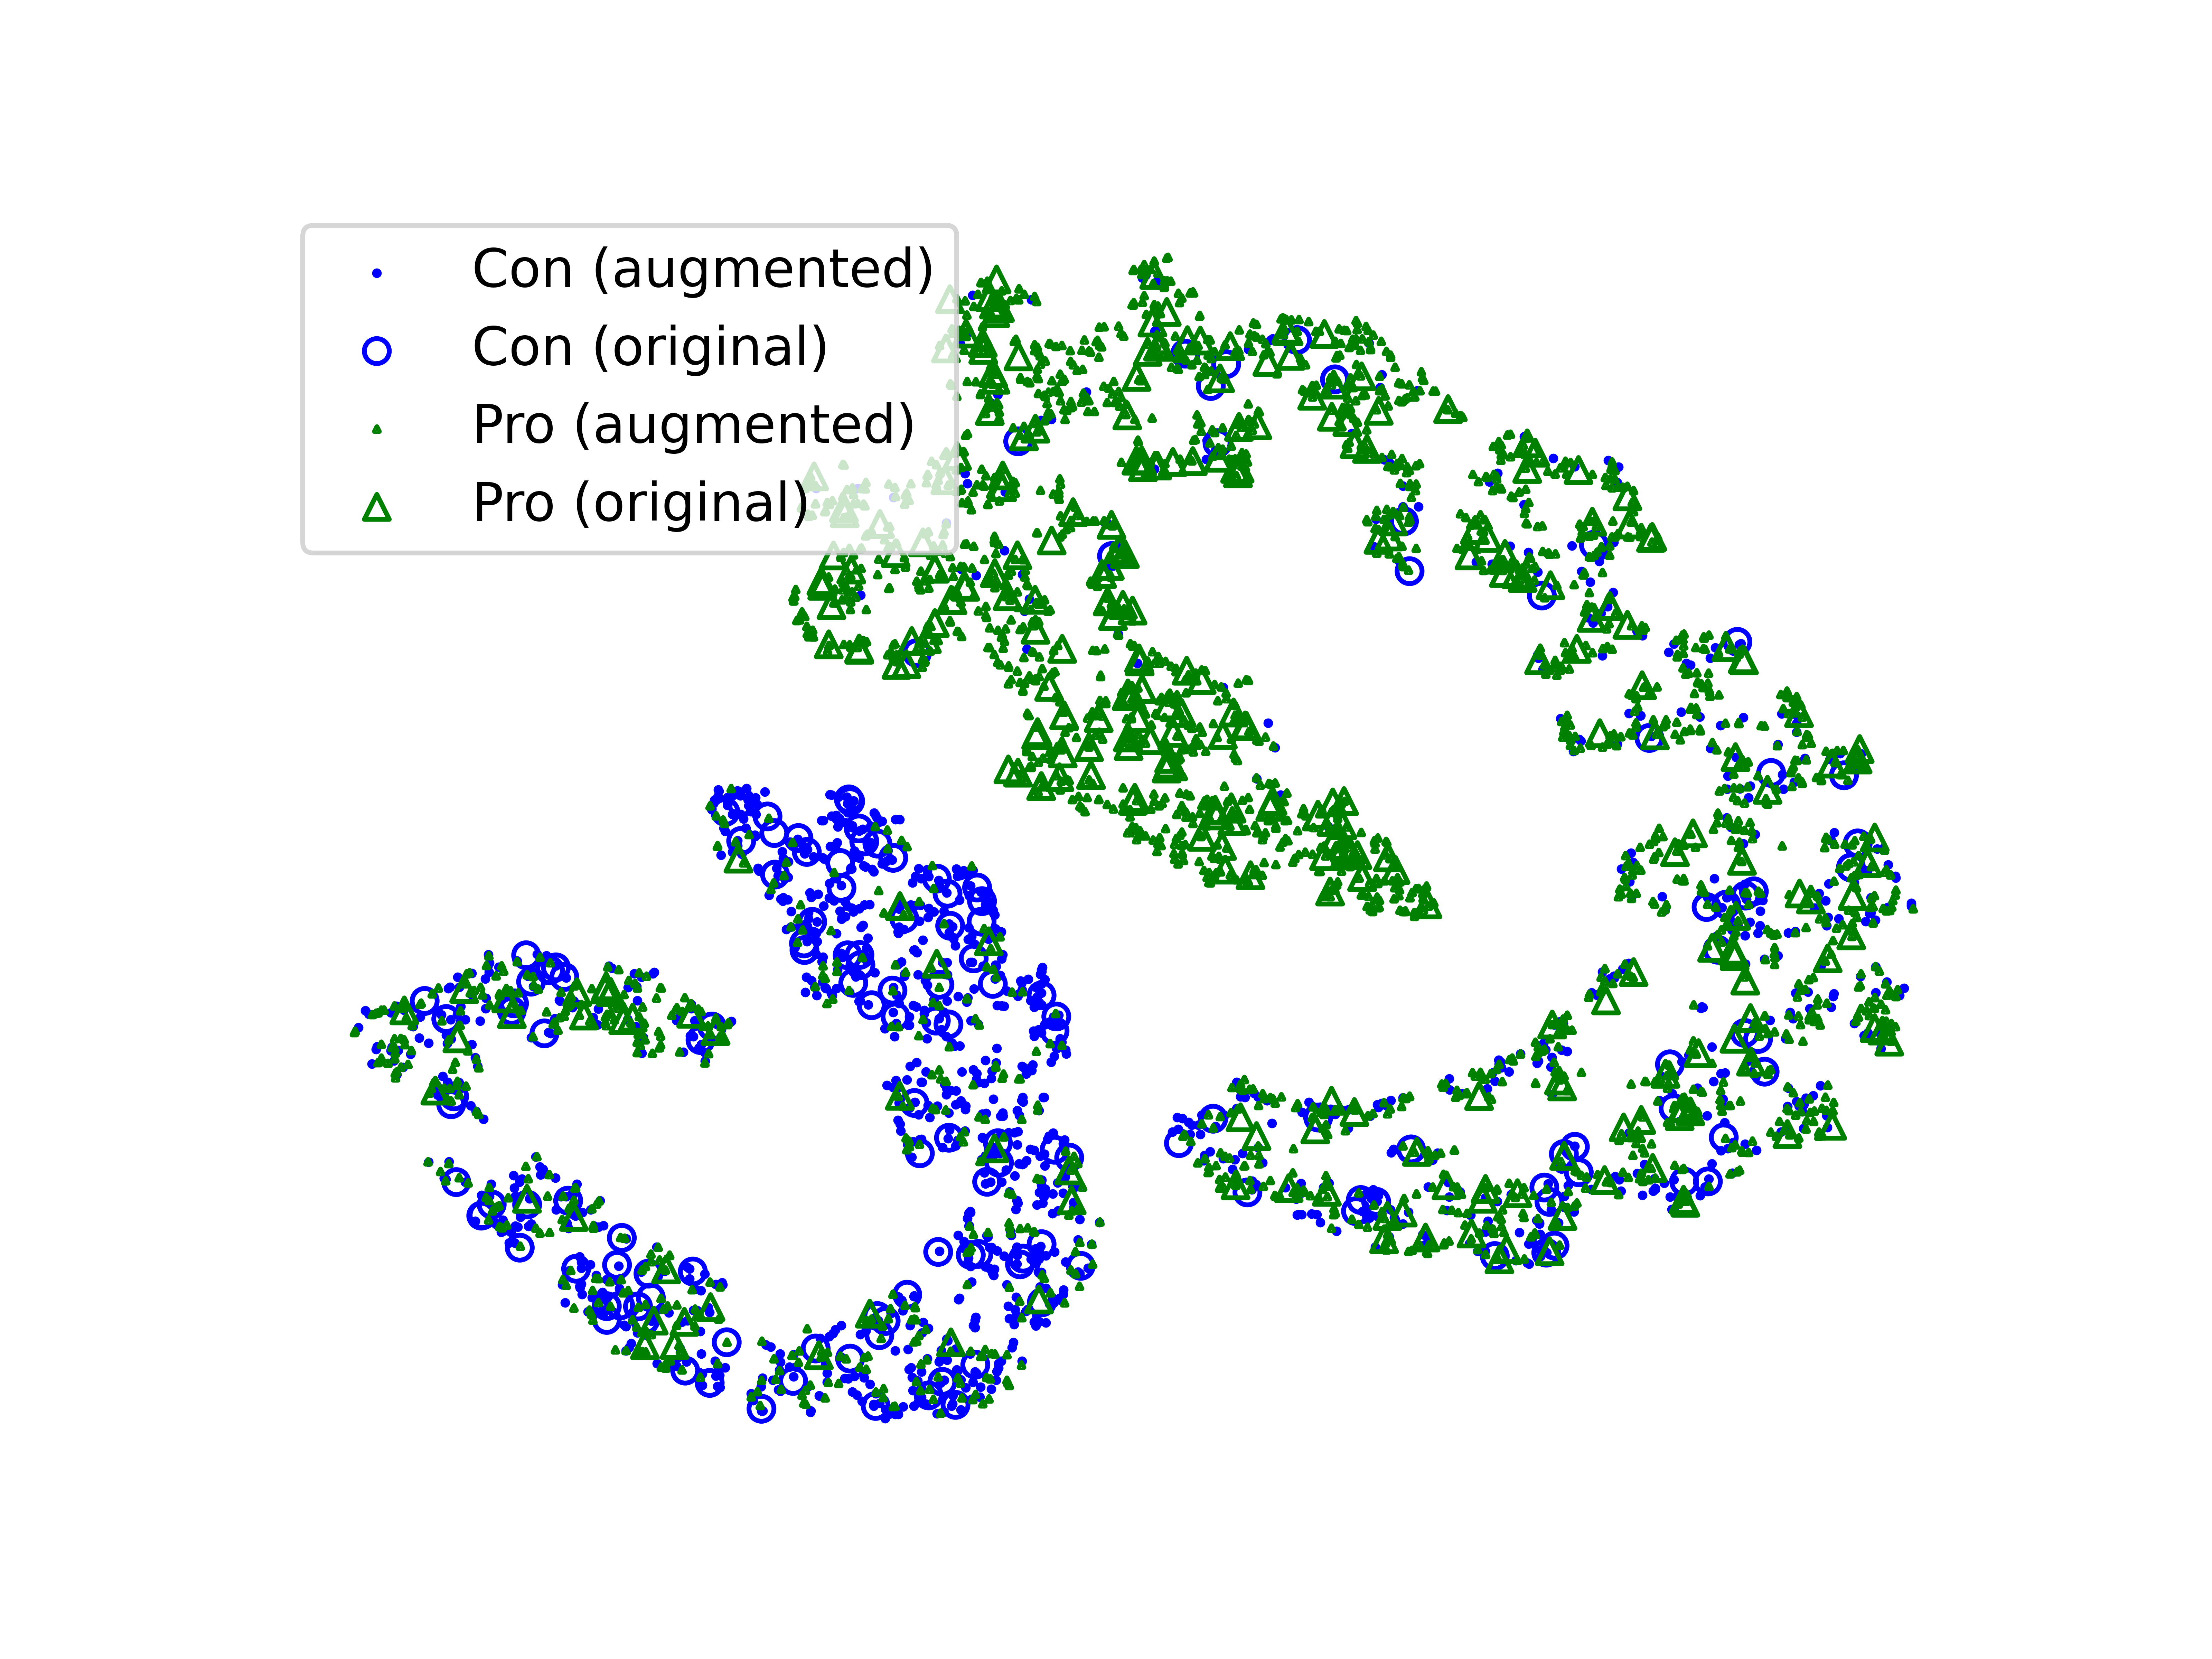 Con (augmented)
Con (original)
Pro (augmented)
Pro (original)